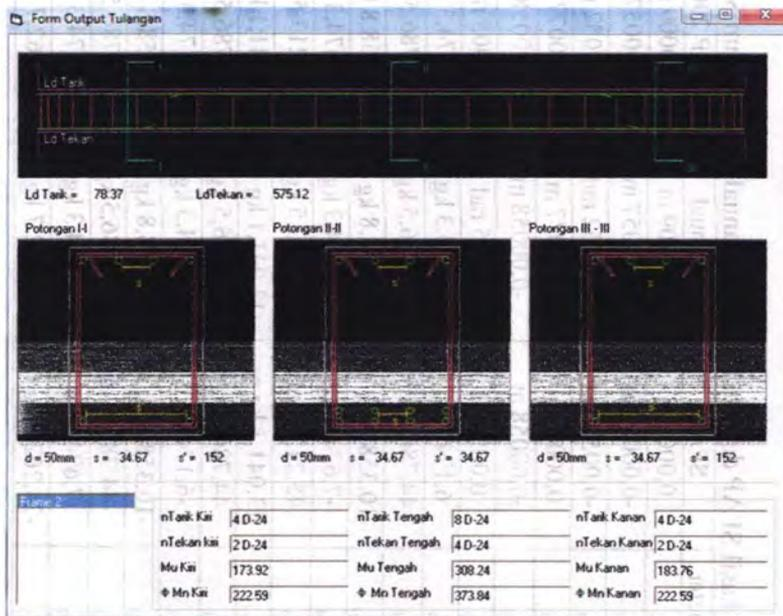 Form Output Tulangan
Ld Tarik
Ld Tekan
Ld Tarik = 78.37 LdTekan = 575.12
Potongan I-I Potongan II-II Potongan III - III
s s s
s s s
d = 50mm s = 34.67 s' = 152 d = 50mm s = 34.67 s' = 34.67 d = 50mm s = 34.67 s' = 152
Frame 2
nTarik Kiri 4 D-24 nTarik Tengah 8 D-24 nTarik Kanan 4 D-24
nTekan kiri 2 D-24 nTekan Tengah 4 D-24 nTekan Kanan 2 D-24
Mu Kiri 173.92 Mu Tengah 308.24 Mu Kanan 183.76
Φ Mn Kiri 222.59 Φ Mn Tengah 373.84 Φ Mn Kanan 222.59